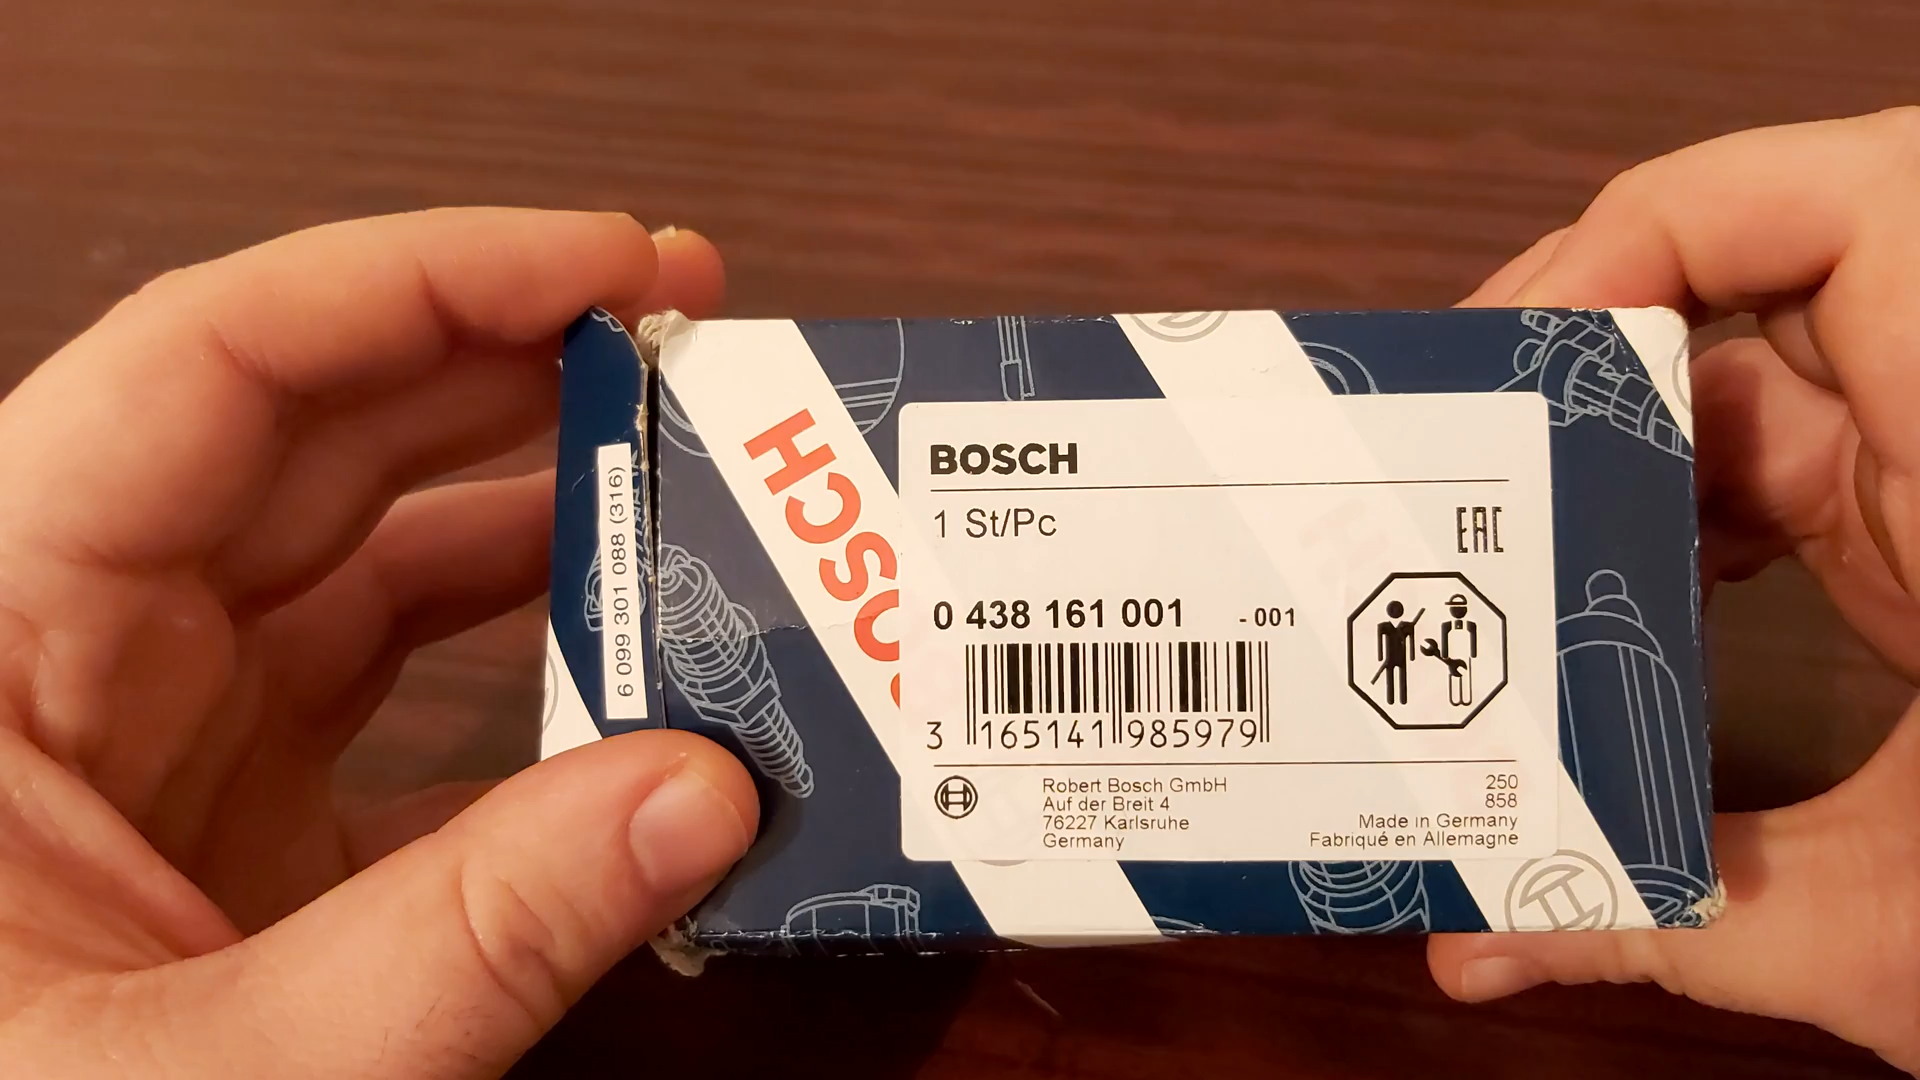 6 099 301 088 (316)
BOSCH
BOSCH
1 St/Pc
EAC
0 438 161 001 -001
3 165141 985979
Robert Bosch GmbH
Auf der Breit 4
76227 Karlsruhe
Germany
250
858
Made in Germany
Fabriqué en Allemagne